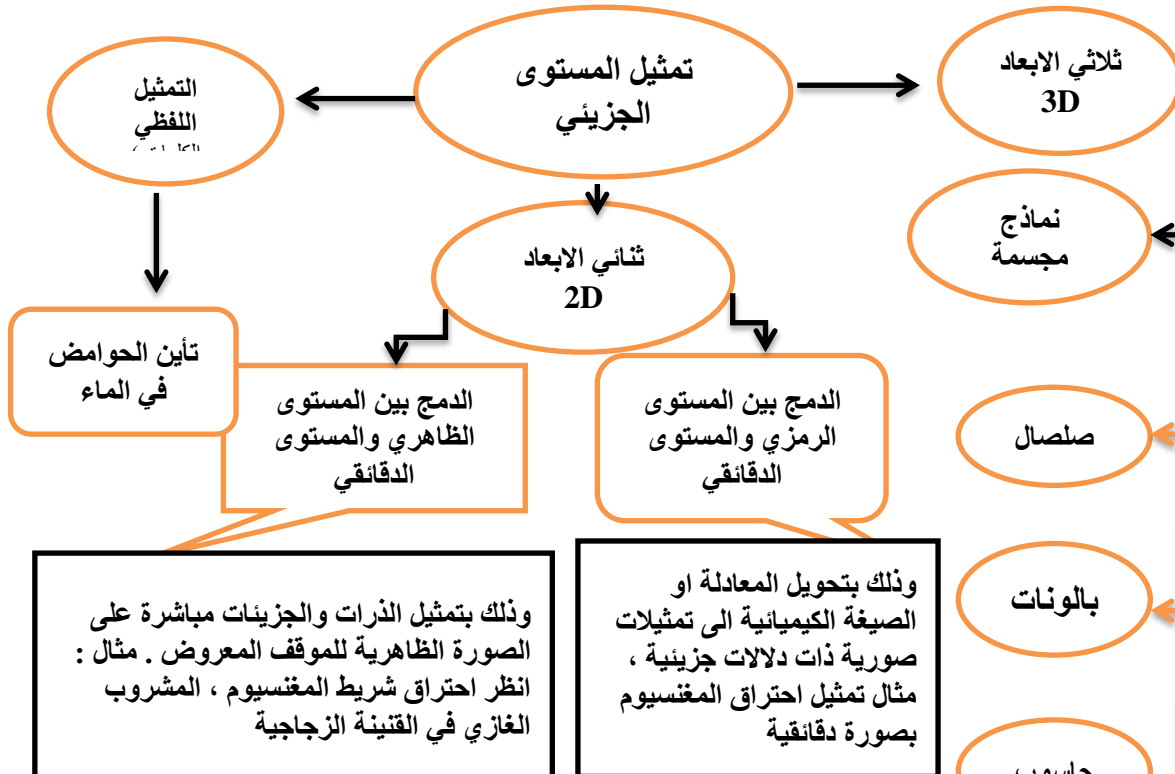 تمثيل المستوى
الجزيئي
ثلاثي الابعاد
3D
نماذج
مجسمة
صلصال
بالونات
ثنائي الابعاد
2D
الدمج بين المستوى
الرمزي والمستوى
الدقائقي
وذلك بتحويل المعادلة او
الصيغة الكيميائية الى تمثيلات
صورية ذات دلالات جزيئية ،
مثال تمثيل احتراق المغنسيوم
بصورة دقائقية
الدمج بين المستوى
الظاهري والمستوى
الدقائقي
وذلك بتمثيل الذرات والجزيئات مباشرة على
الصورة الظاهرية للموقف المعروض . مثال :
انظر احتراق شريط المغنسيوم ، المشروب
الغازي في القنينة الزجاجية
التمثيل
اللفظي
تأين الحوامض
في الماء